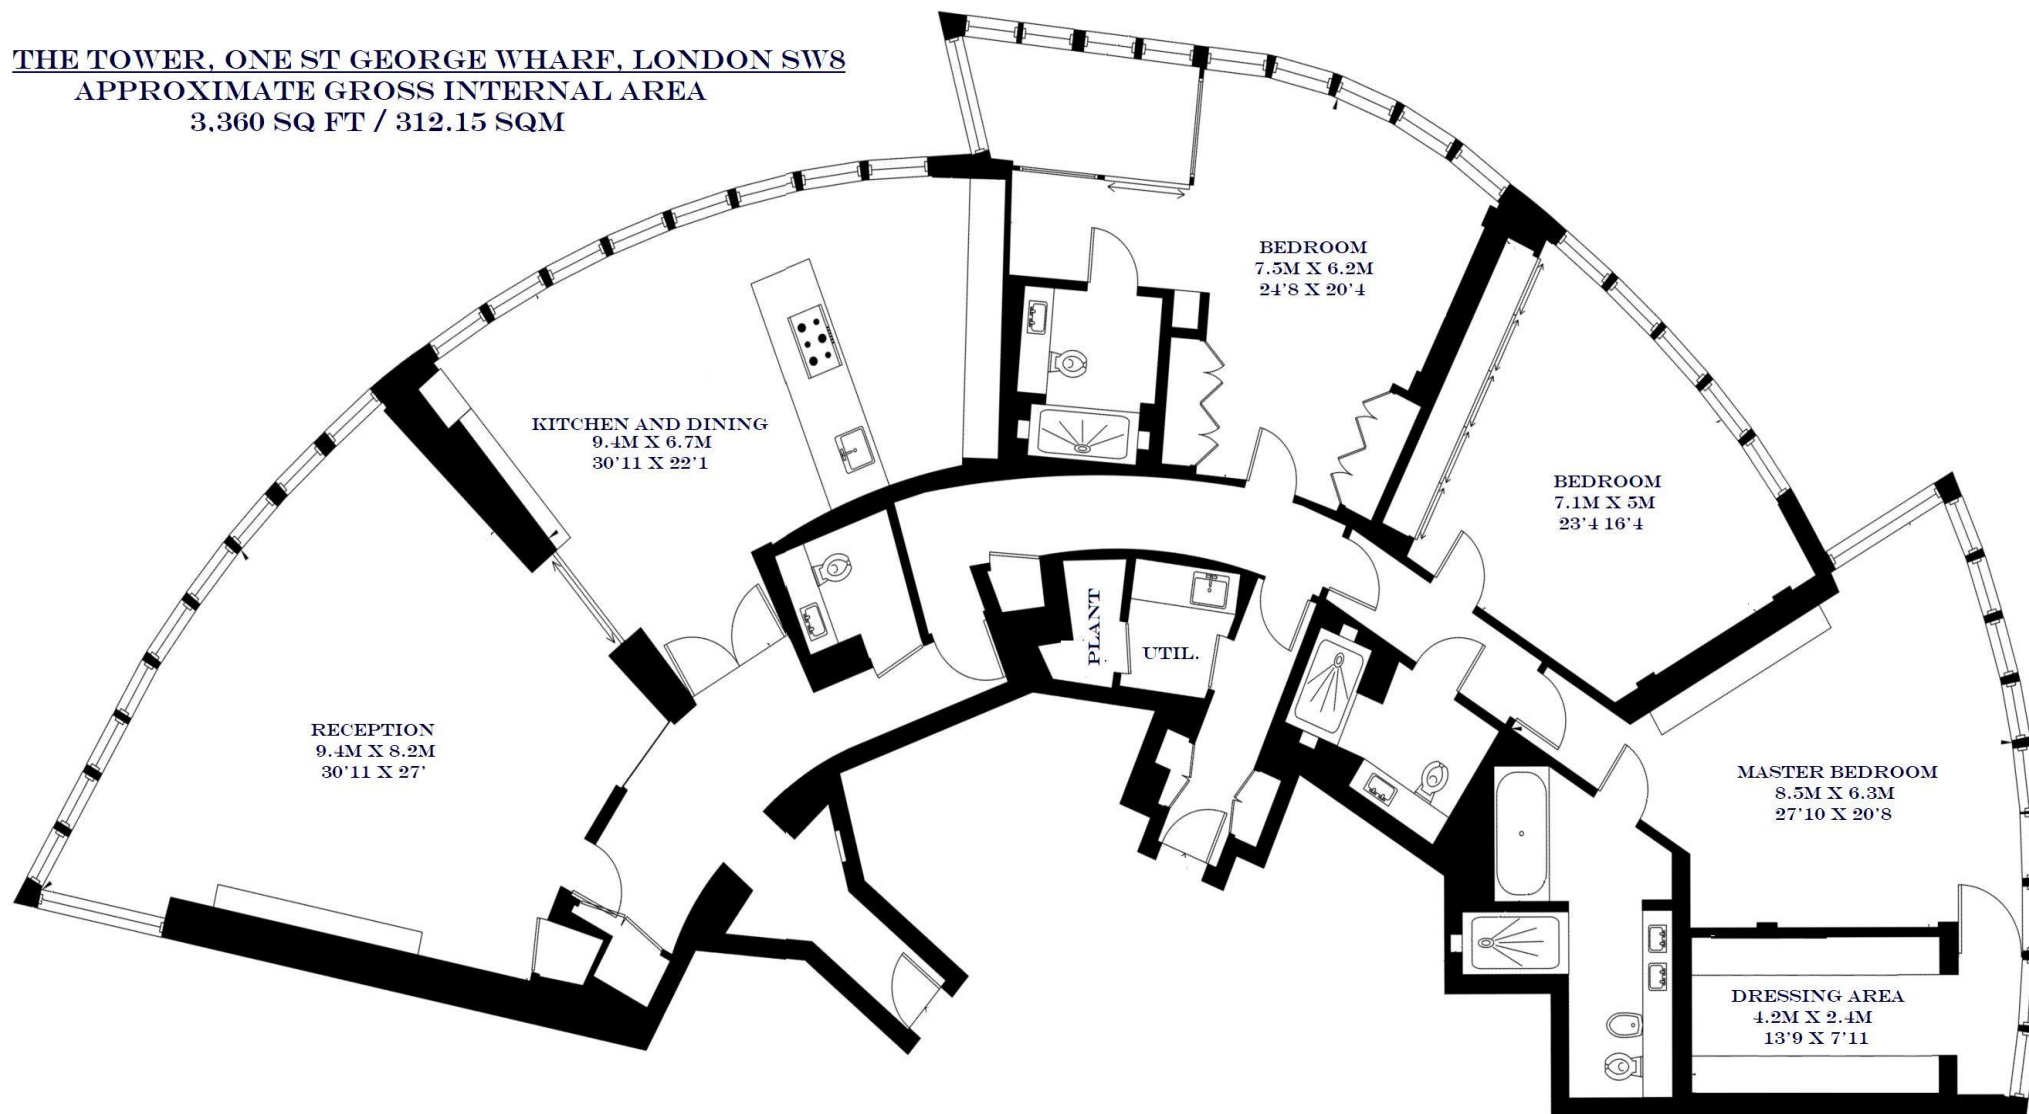 THE TOWER, ONE ST GEORGE WHARF, LONDON SW8
APPROXIMATE GROSS INTERNAL AREA
3,360 SQ FT / 312.15 SQM
BEDROOM
7.5M X 6.2M
24'8 X 20'4
KITCHEN AND DINING
9.4M X 6.7M
30'11 X 22'1
BEDROOM
7.1M X 5M
23'4 16'4
PLANT
UTIL.
RECEPTION
9.4M X 8.2M
30'11 X 27'
MASTER BEDROOM
8.5M X 6.3M
27'10 X 20'8
DRESSING AREA
4.2M X 2.4M
13'9 X 7'11